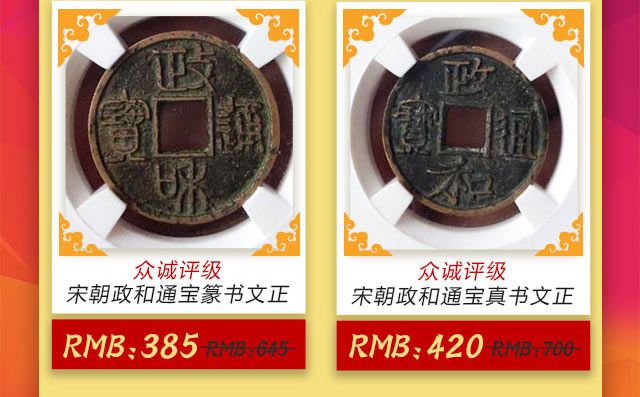 政
寶 通
和
政
寶 通
和
众诚评级
宋朝政和通宝篆书文正
众诚评级
宋朝政和通宝真书文正
RMB:385 RMB:645
RMB:420 RMB:700